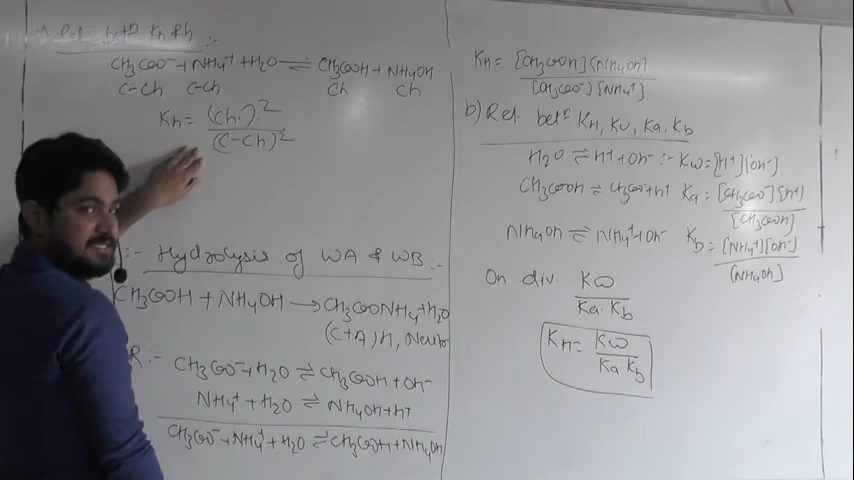 Rel. betn Kh & h :-
CH3COO- + NH4+ + H2O ⇌ CH3COOH + NH4OH
C-Ch C-Ch Ch Ch
Kh = (Ch)^2 / (C-Ch)^2
:- Hydrolysis of WA & WB :-
CH3COOH + NH4OH → CH3COONH4 + H2O
(C+A)H, Neutr
R :- CH3COO- + H2O ⇌ CH3COOH + OH-
NH4+ + H2O ⇌ NH4OH + H+
CH3COO- + NH4+ + H2O ⇌ CH3COOH + NH4OH
KH = [CH3COOH][NH4OH] / [CH3COO-][NH4+]
b) Rel. betn KH, Kw, Ka, Kb
H2O ⇌ H+ + OH- :- Kw = [H+][OH-]
CH3COOH ⇌ CH3COO- + H+ Ka = [CH3COO-][H+] / [CH3COOH]
NH4OH ⇌ NH4+ + OH- Kb = [NH4+][OH-] / [NH4OH]
On div Kw / Ka.Kb
KH = Kw / Ka.Kb